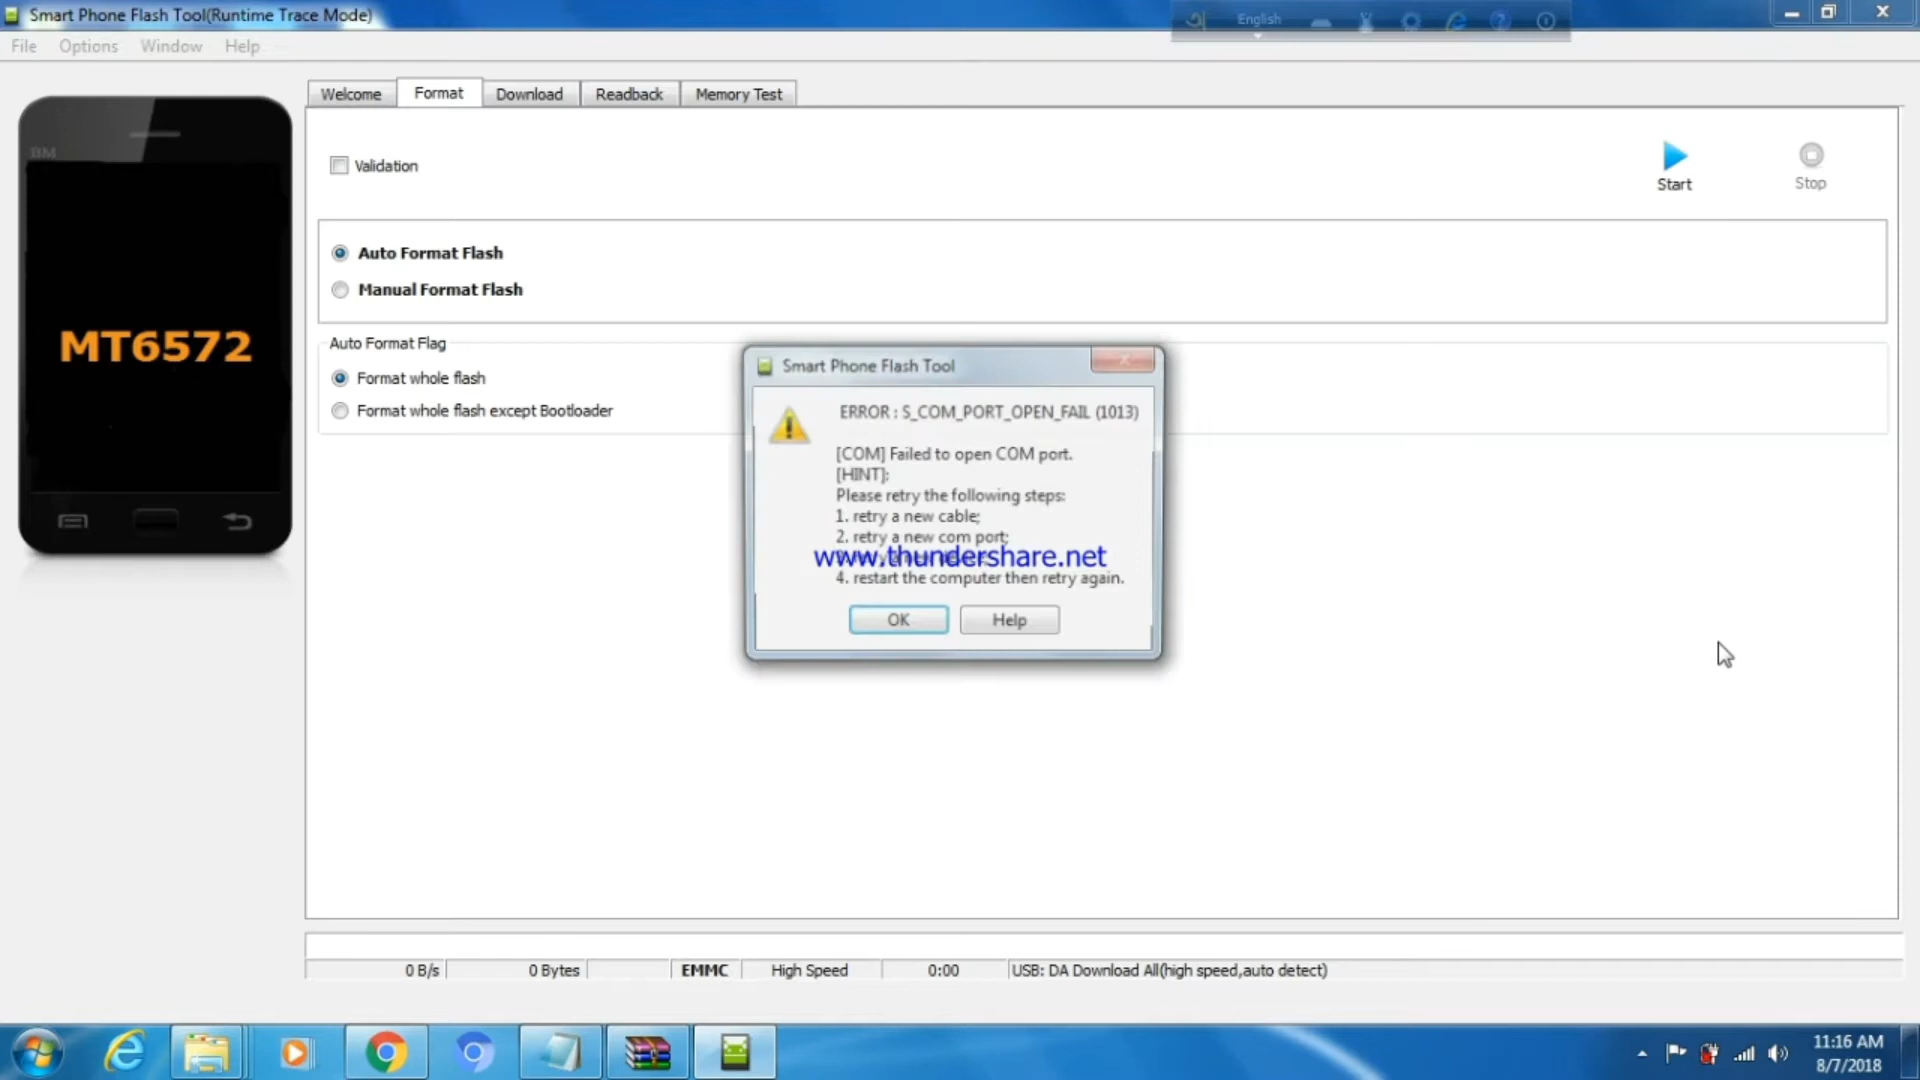 Smart Phone Flash Tool(Runtime Trace Mode)
English
File Options Window Help
Welcome Format Download Readback Memory Test
BM
Validation
Start
Stop
Auto Format Flash
Manual Format Flash
MT6572
Auto Format Flag
Format whole flash
Format whole flash except Bootloader
Smart Phone Flash Tool
ERROR : S_COM_PORT_OPEN_FAIL (1013)
[COM] Failed to open COM port.
[HINT]:
Please retry the following steps:
1. retry a new cable;
2. retry a new com port;
www.thundershare.net
4. restart the computer then retry again.
OK Help
0 B/s 0 Bytes EMMC High Speed 0:00 USB: DA Download All(high speed,auto detect)
11:16 AM
8/7/2018